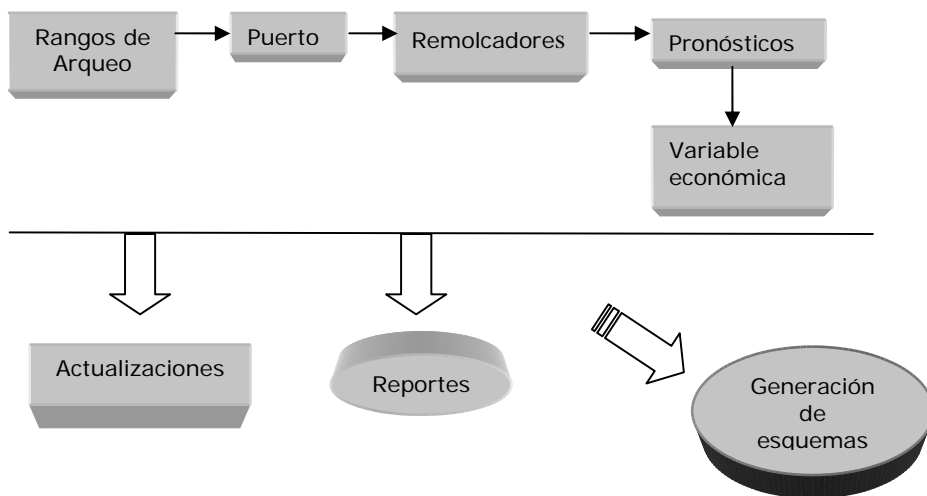 Rangos de
Arqueo
Puerto
Remolcadores
Pronósticos
Variable
económica
Actualizaciones
Reportes
Generación
de
esquemas